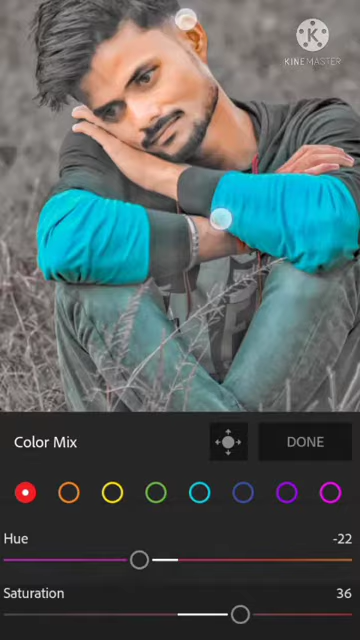 K
KINEMASTER
Color Mix
DONE
Hue
-22
Saturation
36